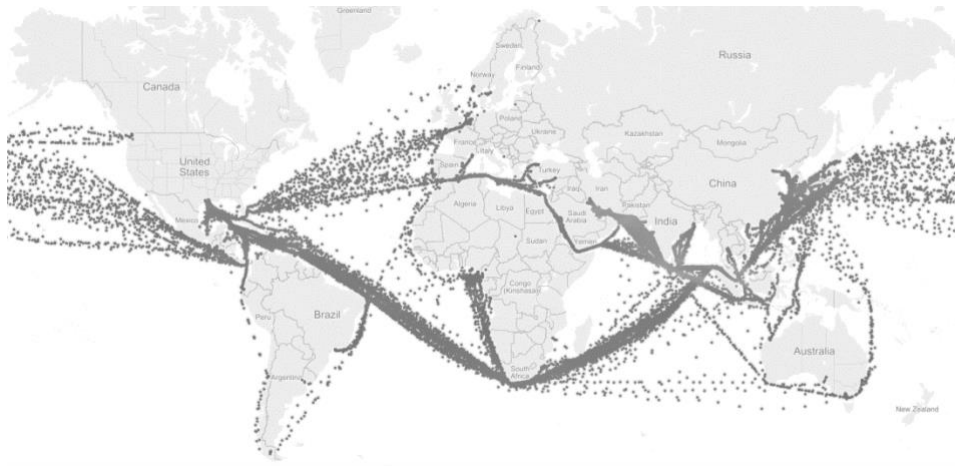 Greenland
Sweden
Finland
Norway
Russia
Canada
Poland
Ukraine
Kazakhstan
Mongolia
France
Italy
Spain
Turkey
United
States
China
Iraq
Iran
Pakistan
Algeria
Libya
Egypt
Saudi
Arabia
India
Mexico
Sudan
Yemen
Congo
(Kinshasa)
Peru
Brazil
Australia
South
Africa
Argentina
New Zealand